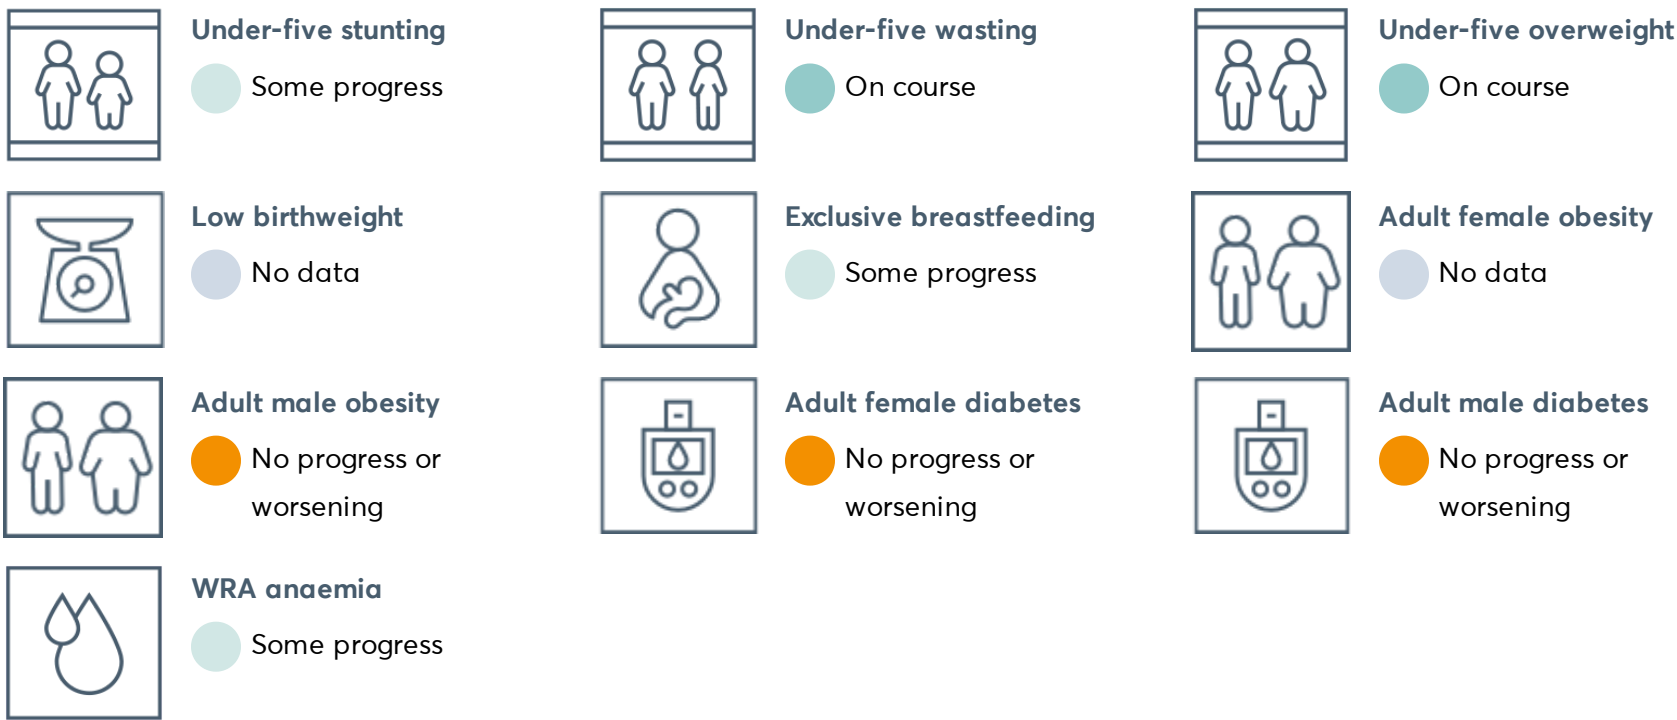 Under-five stunting
Some progress
Under-five wasting
On course
Under-five overweight
On course
Low birthweight
No data
Exclusive breastfeeding
Some progress
Adult female obesity
No data
Adult male obesity
No progress or
worsening
Adult female diabetes
No progress or
worsening
Adult male diabetes
No progress or
worsening
WRA anaemia
Some progress